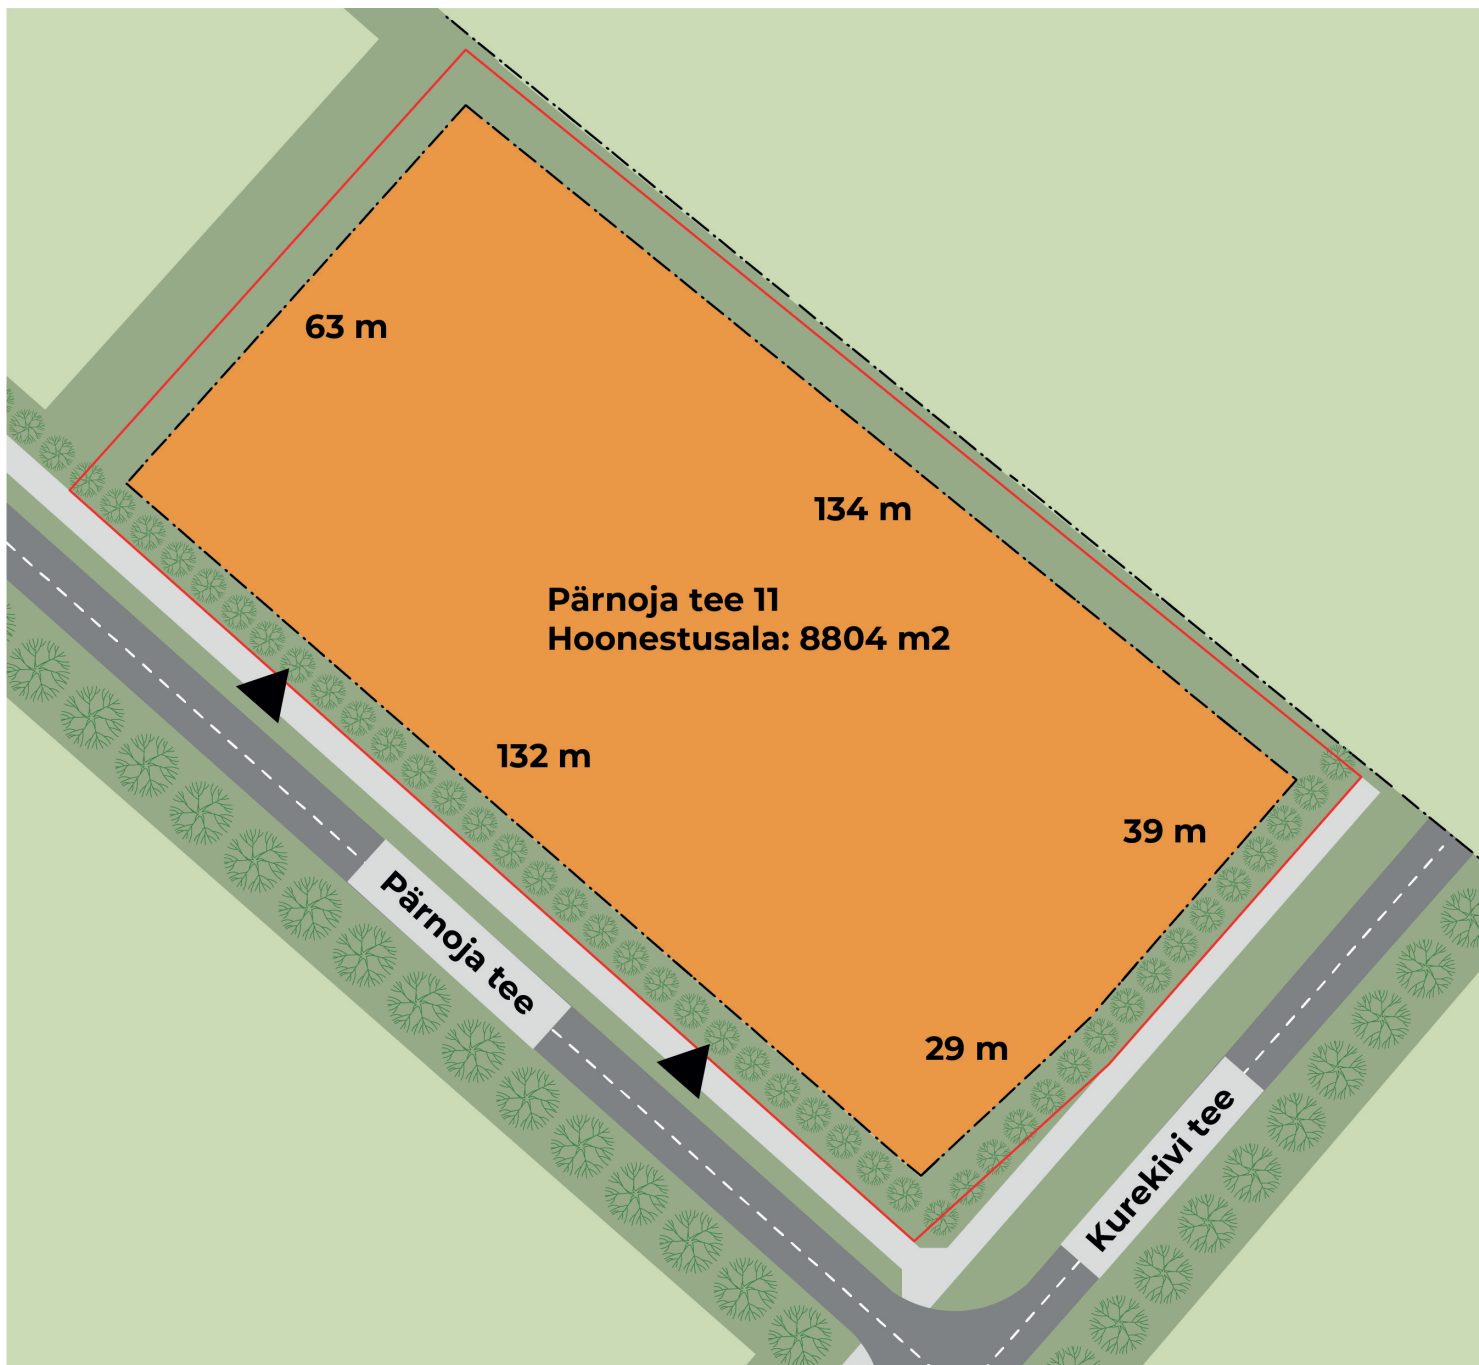 63 m
134 m
Pärnoja tee 11
Hoonestusala: 8804 m2
132 m
39 m
Pärnoja tee
29 m
Kurekivi tee